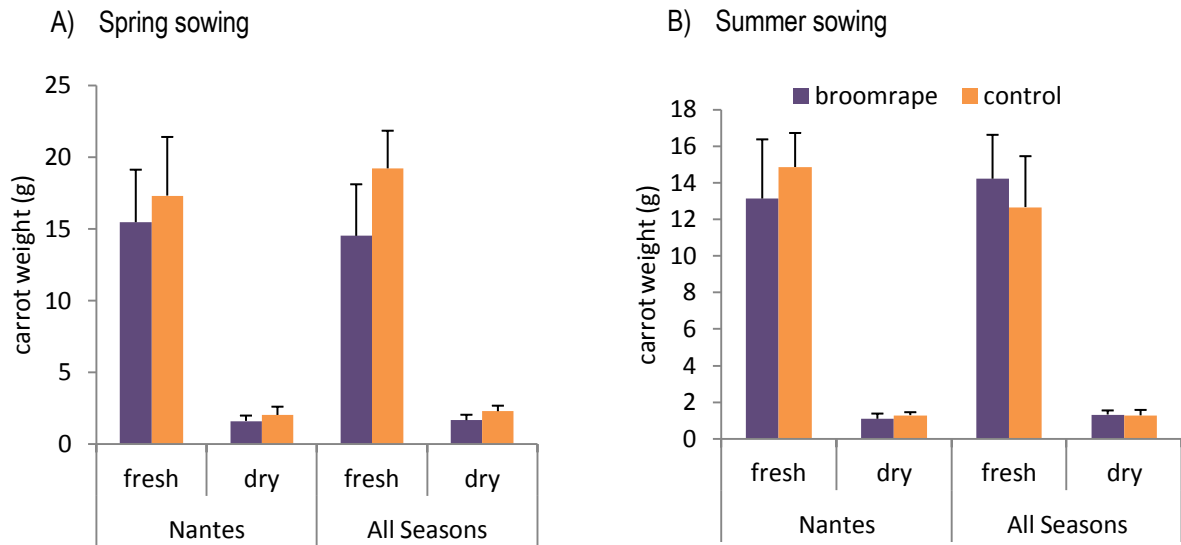 A) Spring sowing
25
20
15
10
5
0
carrot weight (g)
fresh dry fresh dry
Nantes All Seasons
B) Summer sowing
broomrape control
18
16
14
12
10
8
6
4
2
0
carrot weight (g)
fresh dry fresh dry
Nantes All Seasons